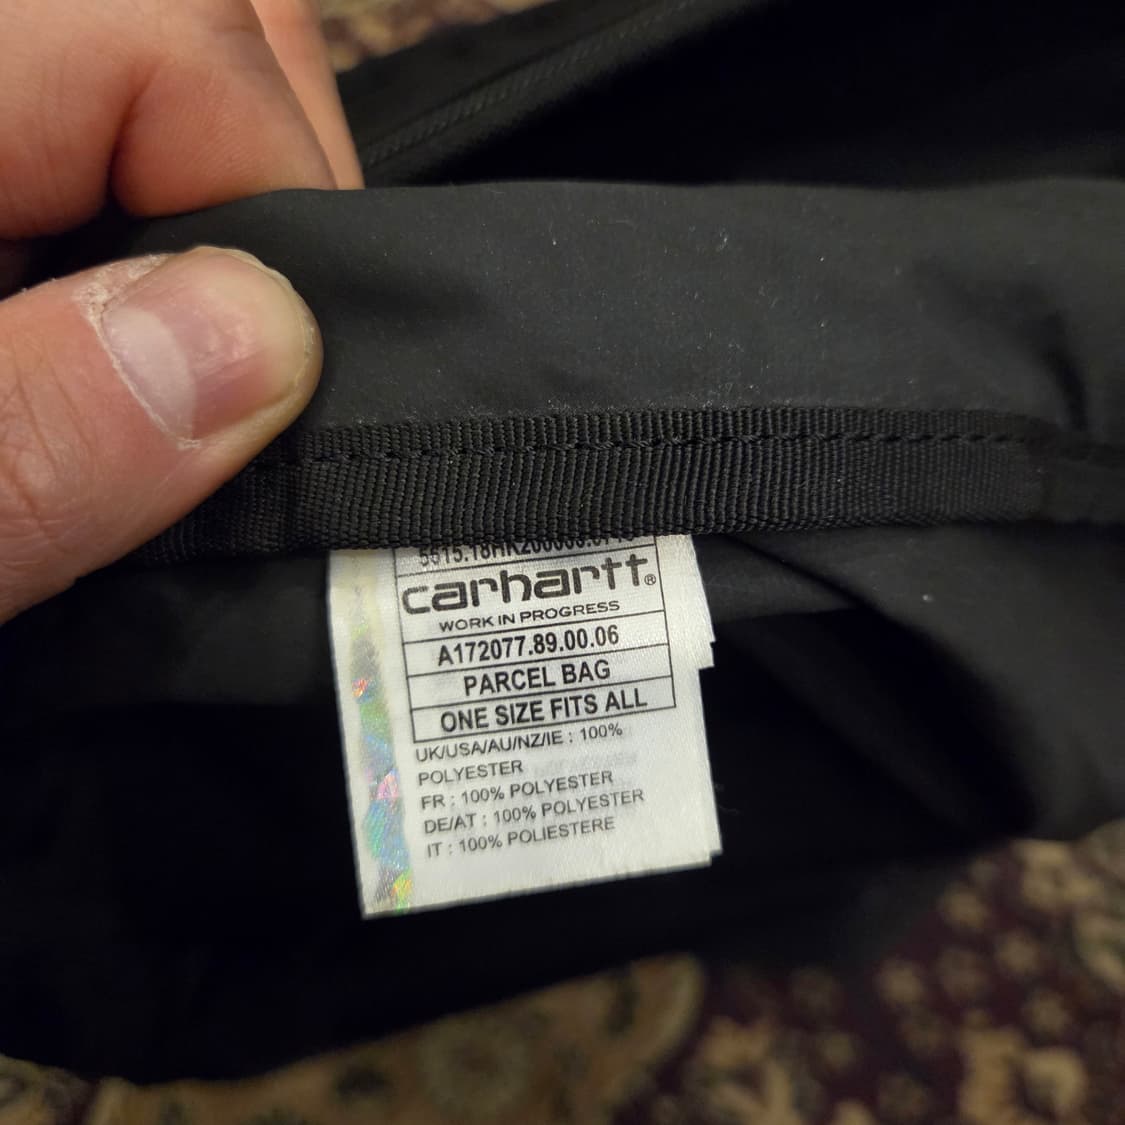 carhartt®
WORK IN PROGRESS
A172077.89.00.06
PARCEL BAG
ONE SIZE FITS ALL
UK/USA/AU/NZ/IE : 100%
POLYESTER
FR : 100% POLYESTER
DE/AT : 100% POLYESTER
IT : 100% POLIESTERE